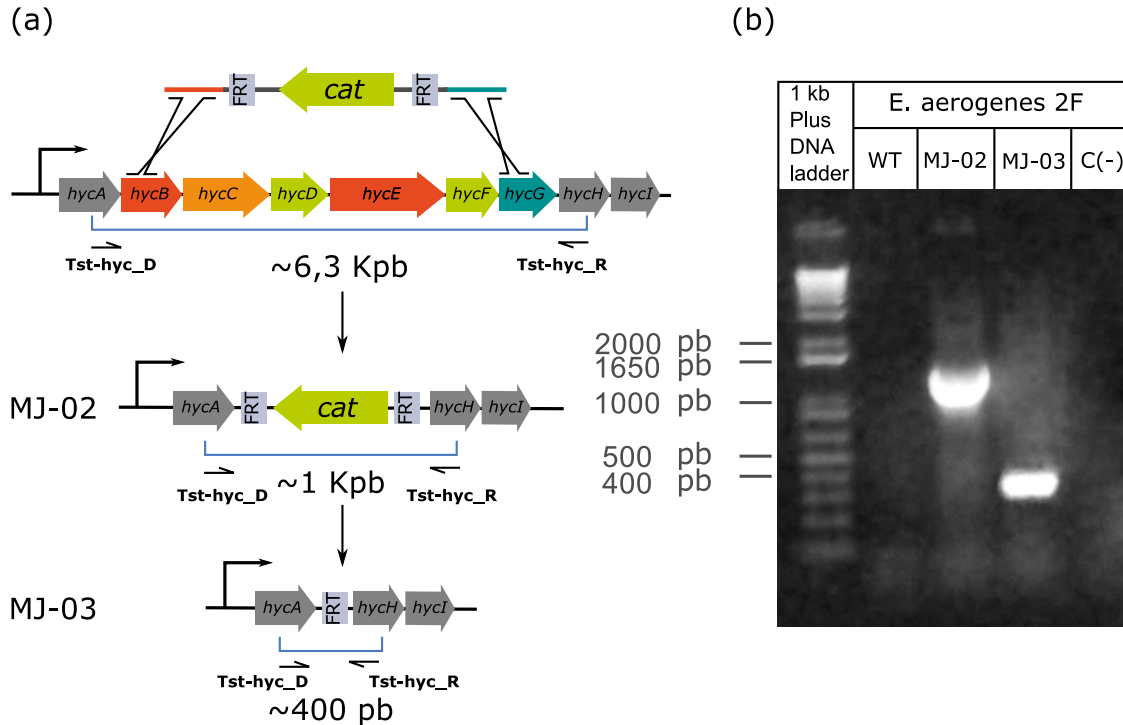 (a)
FRT
cat
FRT
hycA
hycB
hycC
hycD
hycE
hycF
hycG
hycH
hycI
Tst-hyc_D
Tst-hyc_R
~6,3 Kpb
MJ-02
hycA
FRT
cat
FRT
hycH
hycI
Tst-hyc_D
Tst-hyc_R
~1 Kpb
MJ-03
hycA
FRT
hycH
hycI
Tst-hyc_D
Tst-hyc_R
~400 pb
(b)
1 kb
Plus
DNA
ladder
E. aerogenes 2F
WT
MJ-02
MJ-03
C(-)
2000 pb
1650 pb
1000 pb
500 pb
400 pb